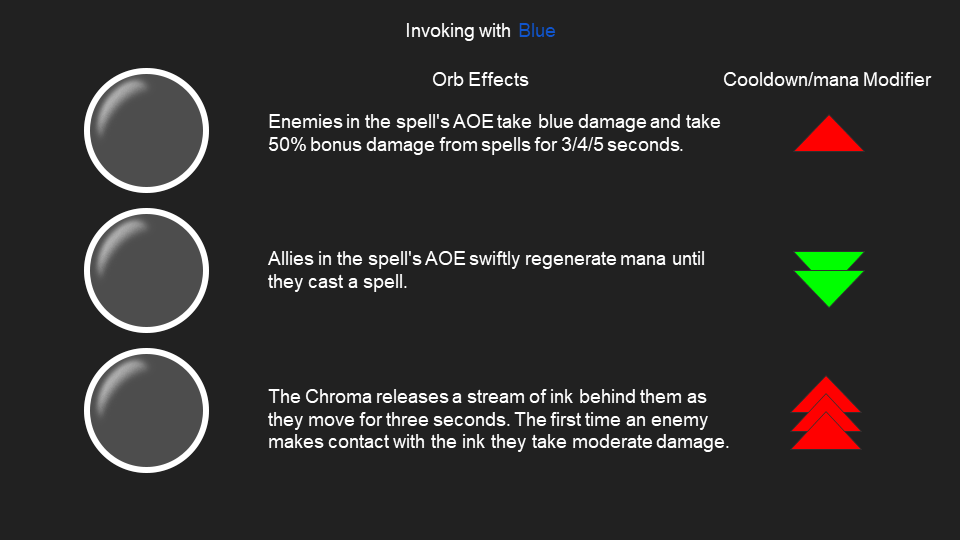 Invoking with Blue
Orb Effects
Cooldown/mana Modifier
Enemies in the spell's AOE take blue damage and take
50% bonus damage from spells for 3/4/5 seconds.
Allies in the spell's AOE swiftly regenerate mana until
they cast a spell.
The Chroma releases a stream of ink behind them as
they move for three seconds. The first time an enemy
makes contact with the ink they take moderate damage.